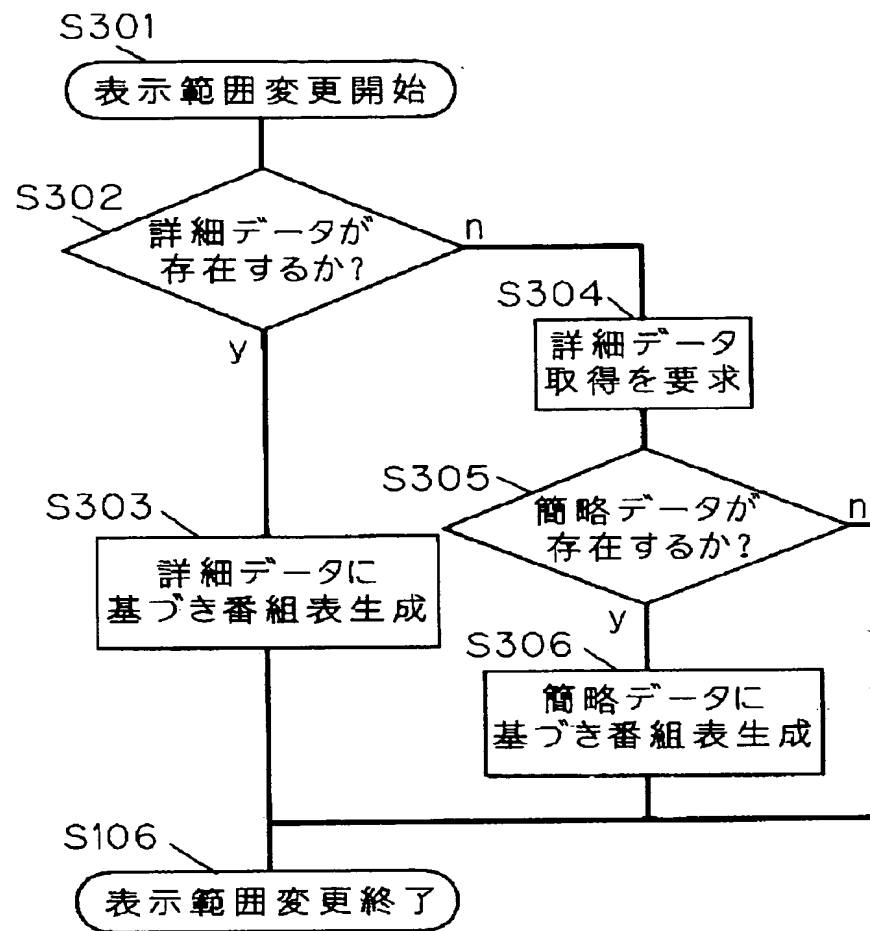 S301
表示範囲変更開始
S302
詳細データが
存在するか?
n
y
S304
詳細データ
取得を要求
S305
簡略データが
存在するか?
n
y
S303
詳細データに
基づき番組表生成
S306
簡略データに
基づき番組表生成
S106
表示範囲変更終了